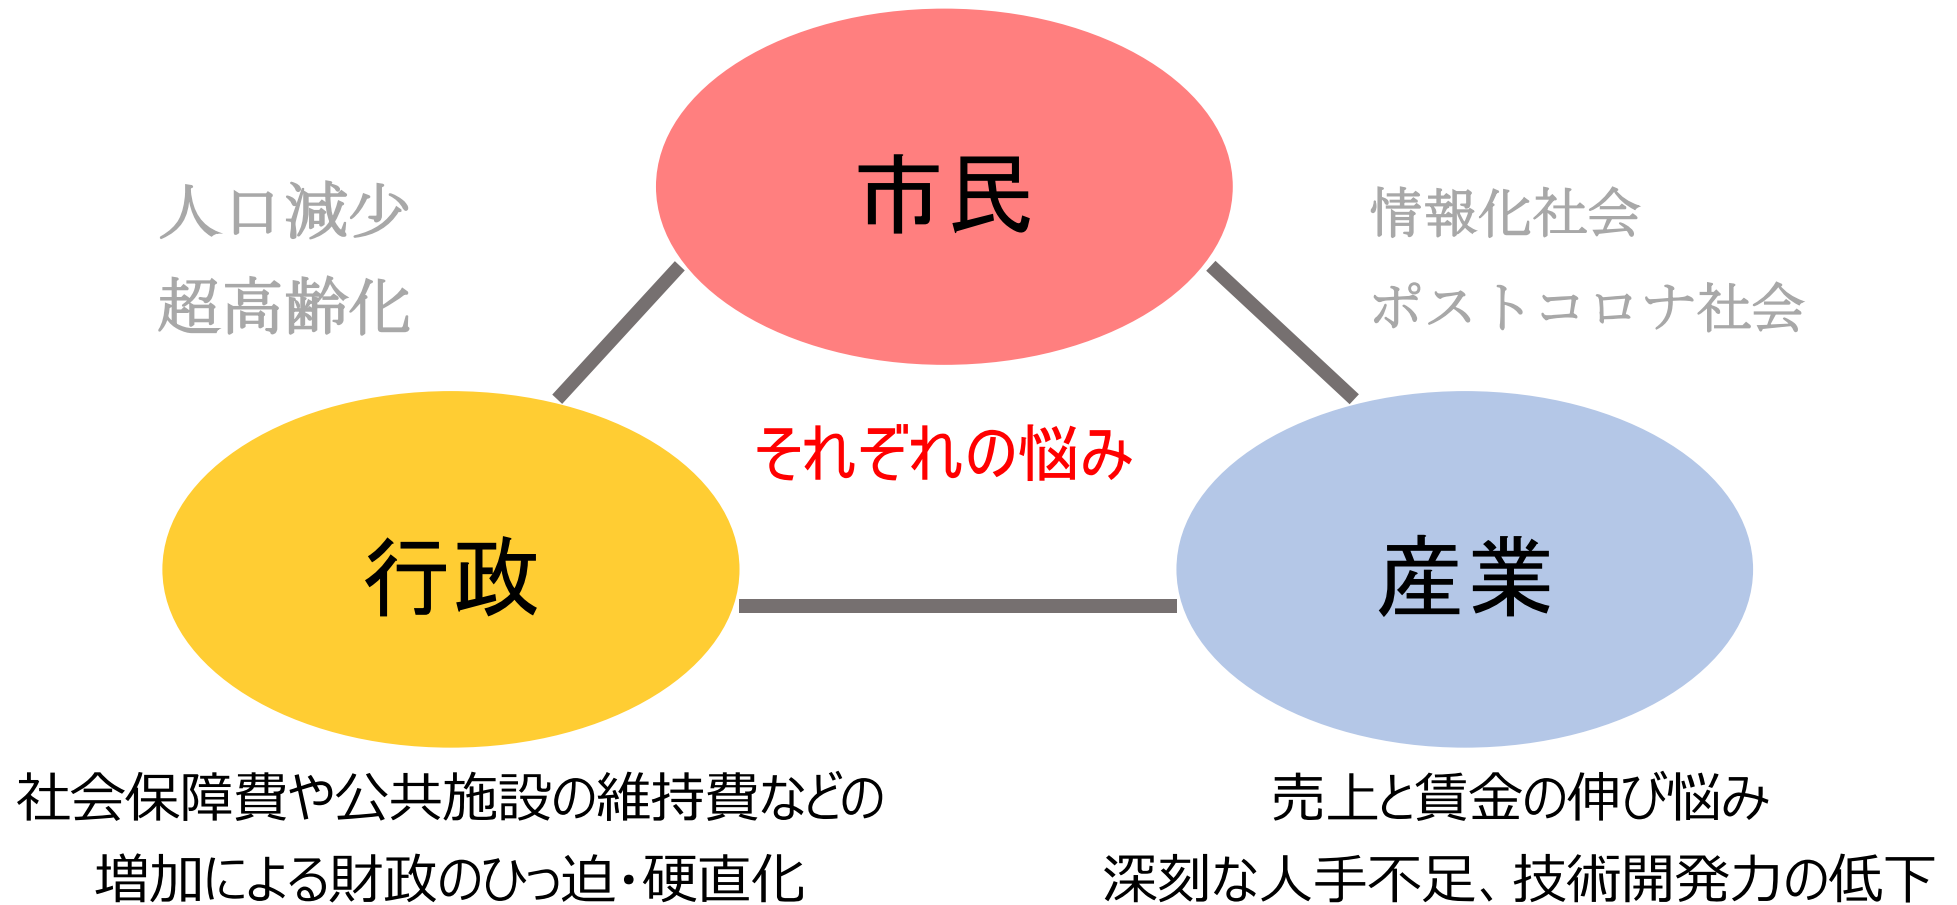 市民
人口減少
超高齢化
情報化社会
ポストコロナ社会
それぞれの悩み
行政
産業
社会保障費や公共施設の維持費などの
増加による財政のひっ迫・硬直化
売上と賃金の伸び悩み
深刻な人手不足、技術開発力の低下